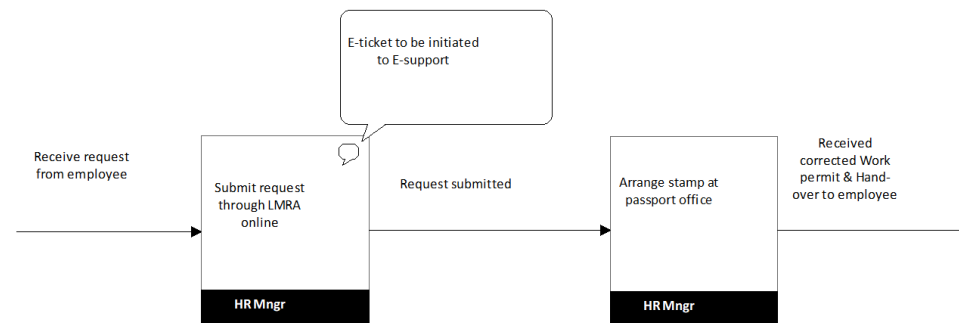 E-ticket to be initiated
to E-support
Receive request
from employee
Submit request
through LMRA
online
HR Mngr
Request submitted
Arrange stamp at
passport office
HR Mngr
Received
corrected Work
permit & Hand-
over to employee